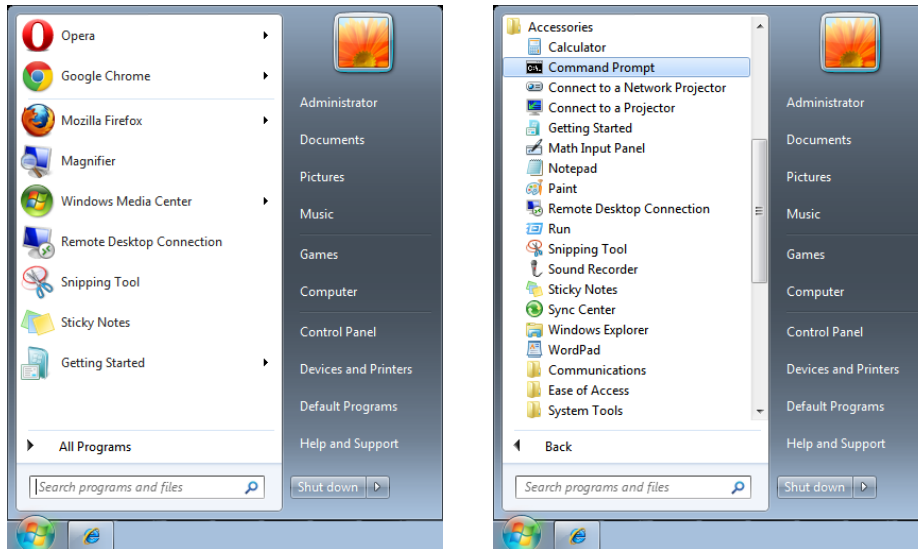 Opera
Google Chrome
Mozilla Firefox
Magnifier
Windows Media Center
Remote Desktop Connection
Snipping Tool
Sticky Notes
Getting Started
All Programs
Search programs and files
Administrator
Documents
Pictures
Music
Games
Computer
Control Panel
Devices and Printers
Default Programs
Help and Support
Shut down
Accessories
Calculator
Command Prompt
Connect to a Network Projector
Connect to a Projector
Getting Started
Math Input Panel
Notepad
Paint
Remote Desktop Connection
Run
Snipping Tool
Sound Recorder
Sticky Notes
Sync Center
Windows Explorer
WordPad
Communications
Ease of Access
System Tools
Back
Search programs and files
Administrator
Documents
Pictures
Music
Games
Computer
Control Panel
Devices and Printers
Default Programs
Help and Support
Shut down